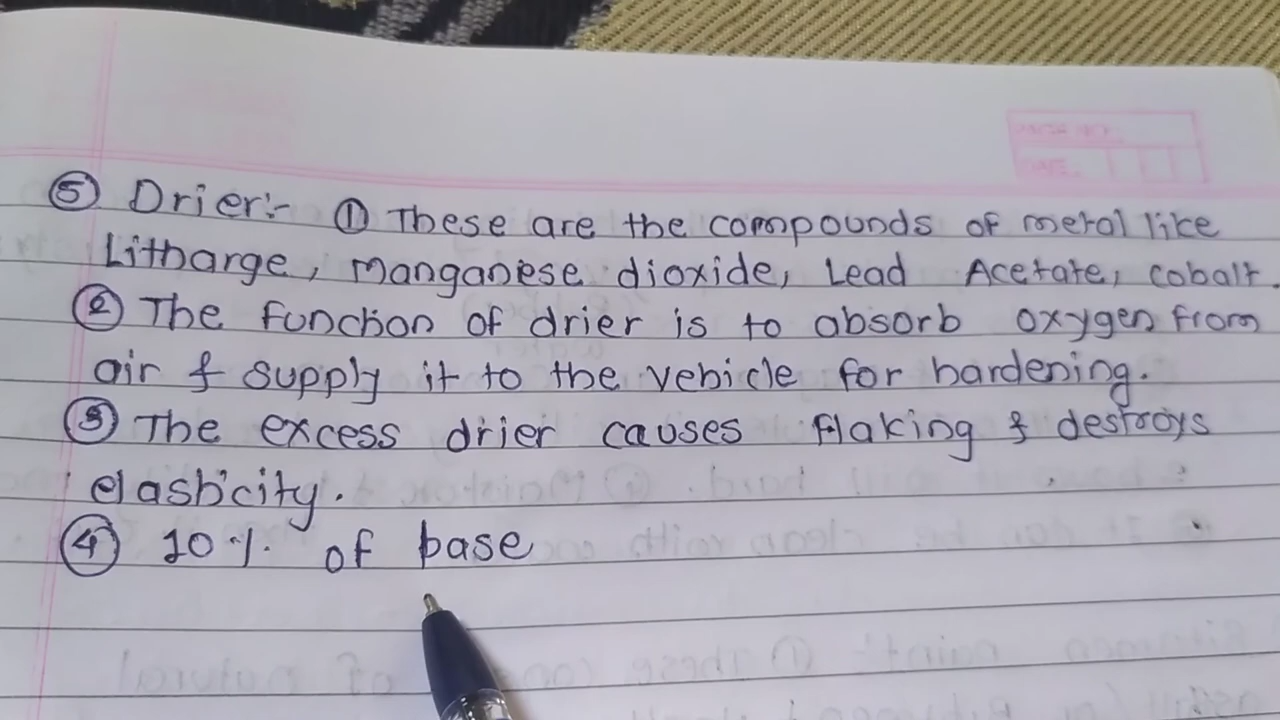 ⑤ Drier:- ① These are the compounds of metal like
Litharge, Manganese dioxide, Lead Acetate, cobalt.
② The function of drier is to absorb oxygen from
air & supply it to the vehicle for hardening.
③ The excess drier causes flaking & destroys
elasticity.
④ 10% of base